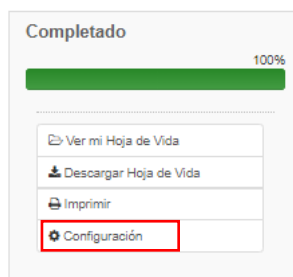 Completado
100%
Ver mi Hoja de Vida
Descargar Hoja de Vida
Imprimir
Configuración